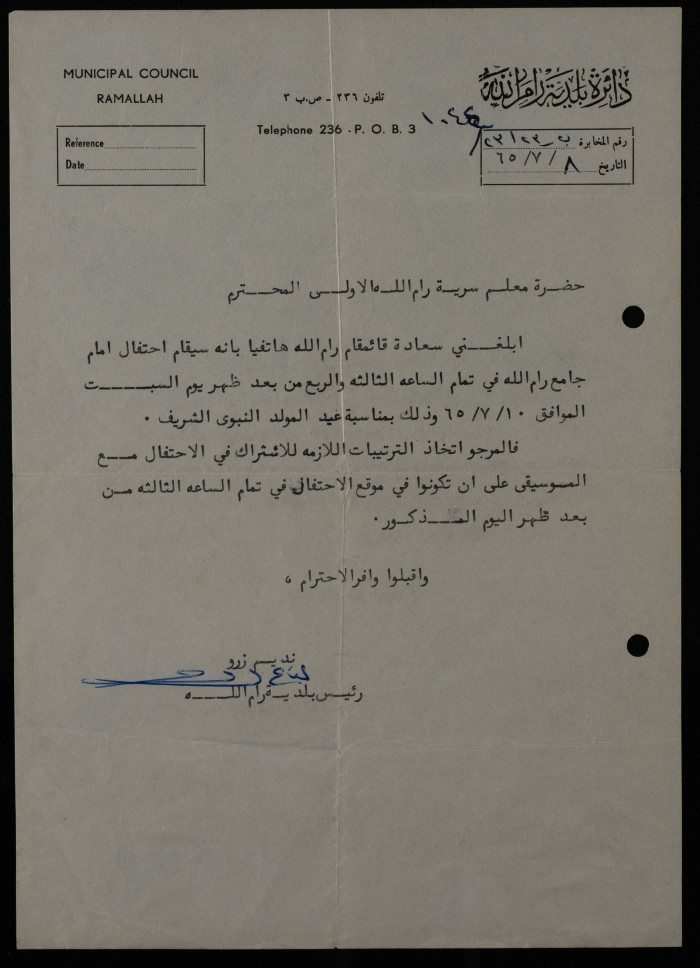 MUNICIPAL COUNCIL
RAMALLAH
Reference
Date
تلفون ٢٣٦ - ص.ب ٣
Telephone 236 - P. O. B. 3
دائرة بلدية رام الله
رقم المخابرة ب ٢٣/٢٣
التاريخ ٨ /٧/ ٦٥
حضرة معلم سرية رام الله الاولى المحترم
ابلغني سعادة قائمقام رام الله هاتفيا بانه سيقام احتفال امام
جامع رام الله في تمام الساعه الثالثه والربع من بعد ظهر يوم السبت
الموافق ٦٥/٧/١٠ وذلك بمناسبة عيد المولد النبوى الشريف .
فالمرجو اتخاذ الترتيبات اللازمه للاشتراك في الاحتفال مع
الموسيقى على ان تكونوا في موقع الاحتفال في تمام الساعه الثالثه من
بعد ظهر اليوم المذكور .
واقبلوا وافر الاحترام ،
نديم زرو
رئيس بلدية رام الله